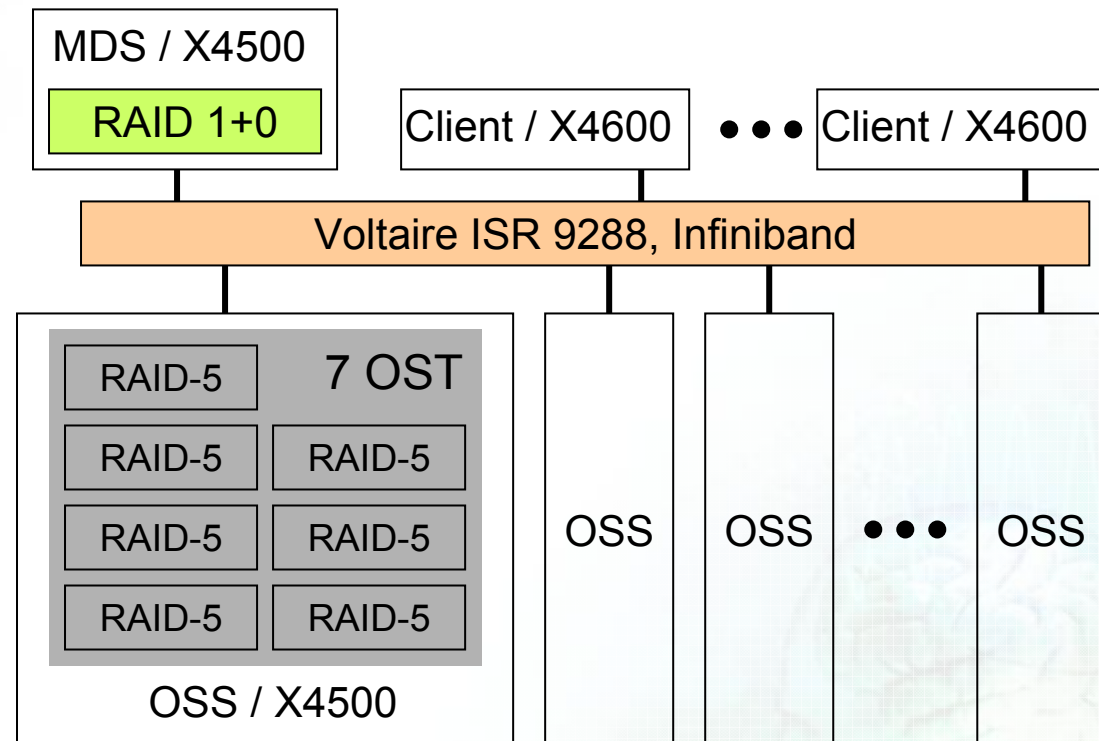 MDS / X4500
RAID 1+0
Client / X4600
Client / X4600
Voltaire ISR 9288, Infiniband
RAID-5
7 OST
RAID-5
RAID-5
RAID-5
RAID-5
RAID-5
RAID-5
OSS / X4500
OSS
OSS
OSS